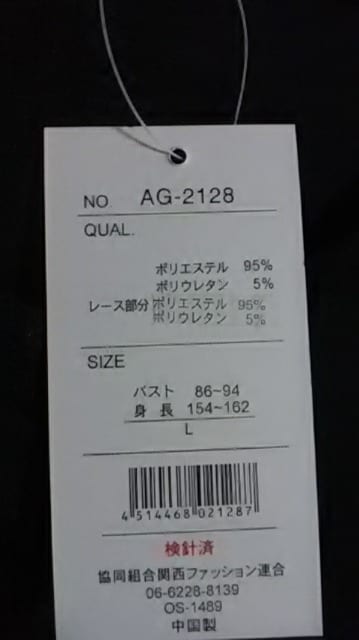 NO. AG-2128
QUAL.
ポリエステル 95%
ポリウレタン 5%
レース部分 ポリエステル 95%
ポリウレタン 5%
SIZE
バスト 86~94
身長 154~162
L
4514468021287
検針済
協同組合関西ファッション連合
06-6228-8139
OS-1489
中国製